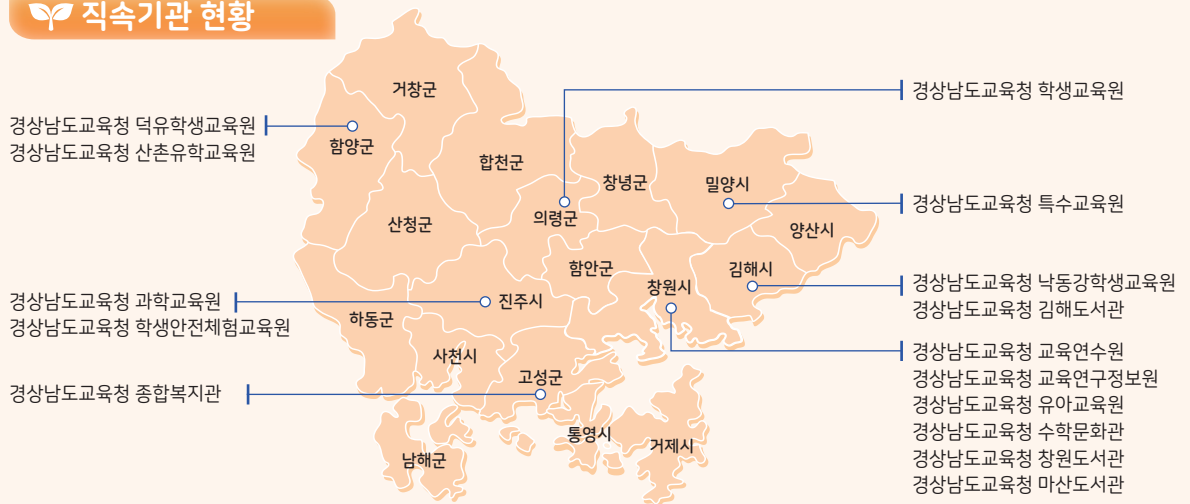 직속기관 현황
경상남도교육청 덕유학생교육원
경상남도교육청 산촌유학교육원
경상남도교육청 과학교육원
경상남도교육청 학생안전체험교육원
경상남도교육청 종합복지관
거창군
함양군
합천군
창녕군
밀양시
의령군
산청군
양산시
함안군
김해시
창원시
진주시
하동군
사천시
고성군
통영시
거제시
남해군
경상남도교육청 학생교육원
경상남도교육청 특수교육원
경상남도교육청 낙동강학생교육원
경상남도교육청 김해도서관
경상남도교육청 교육연수원
경상남도교육청 교육연구정보원
경상남도교육청 유아교육원
경상남도교육청 수학문화관
경상남도교육청 창원도서관
경상남도교육청 마산도서관